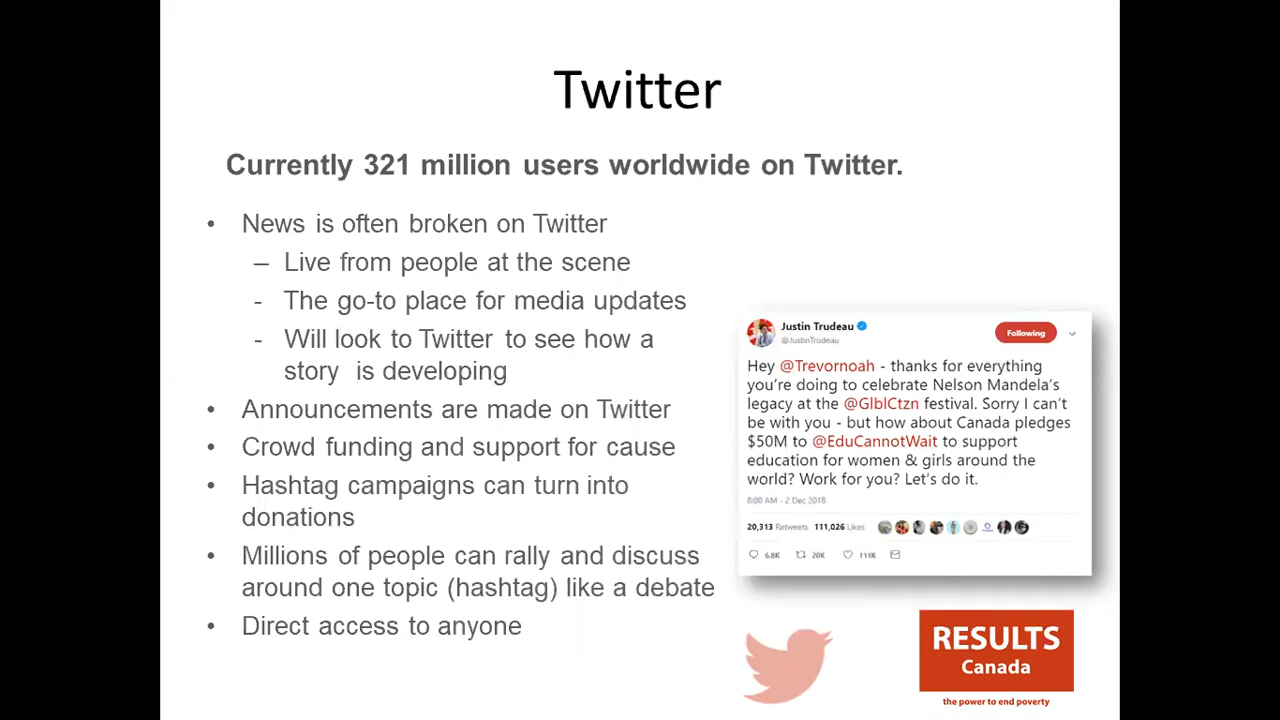 Twitter
Currently 321 million users worldwide on Twitter.
• News is often broken on Twitter
– Live from people at the scene
- The go-to place for media updates
- Will look to Twitter to see how a
story is developing
• Announcements are made on Twitter
• Crowd funding and support for cause
• Hashtag campaigns can turn into
donations
• Millions of people can rally and discuss
around one topic (hashtag) like a debate
• Direct access to anyone
Justin Trudeau
@JustinTrudeau
Following
Hey @Trevornoah - thanks for everything
you're doing to celebrate Nelson Mandela's
legacy at the @GlblCtzn festival. Sorry I can't
be with you - but how about Canada pledges
$50M to @EduCannotWait to support
education for women & girls around the
world? Work for you? Let's do it.
8:00 AM - 2 Dec 2018
20,313 Retweets 111,026 Likes
6.8K 20K 111K
RESULTS
Canada
the power to end poverty